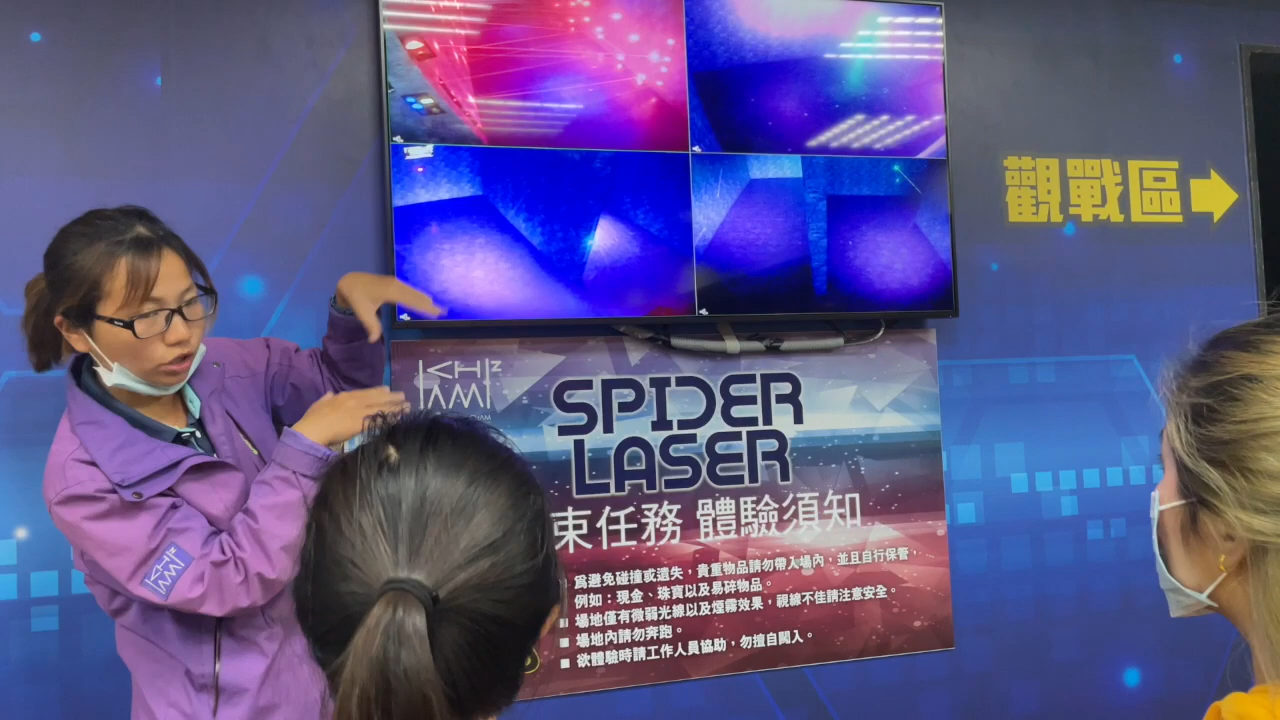 觀戰區
KHHz
IAMI
SPIDER
LASER
束任務 體驗須知
為避免碰撞或遺失，貴重物品請勿帶入場內，並且自行保管，
例如：現金、珠寶以及易碎物品。
■ 場地僅有微弱光線以及煙霧效果，視線不佳請注意安全。
■ 場地內請勿奔跑。
■ 欲體驗時請工作人員協助，勿擅自闖入。